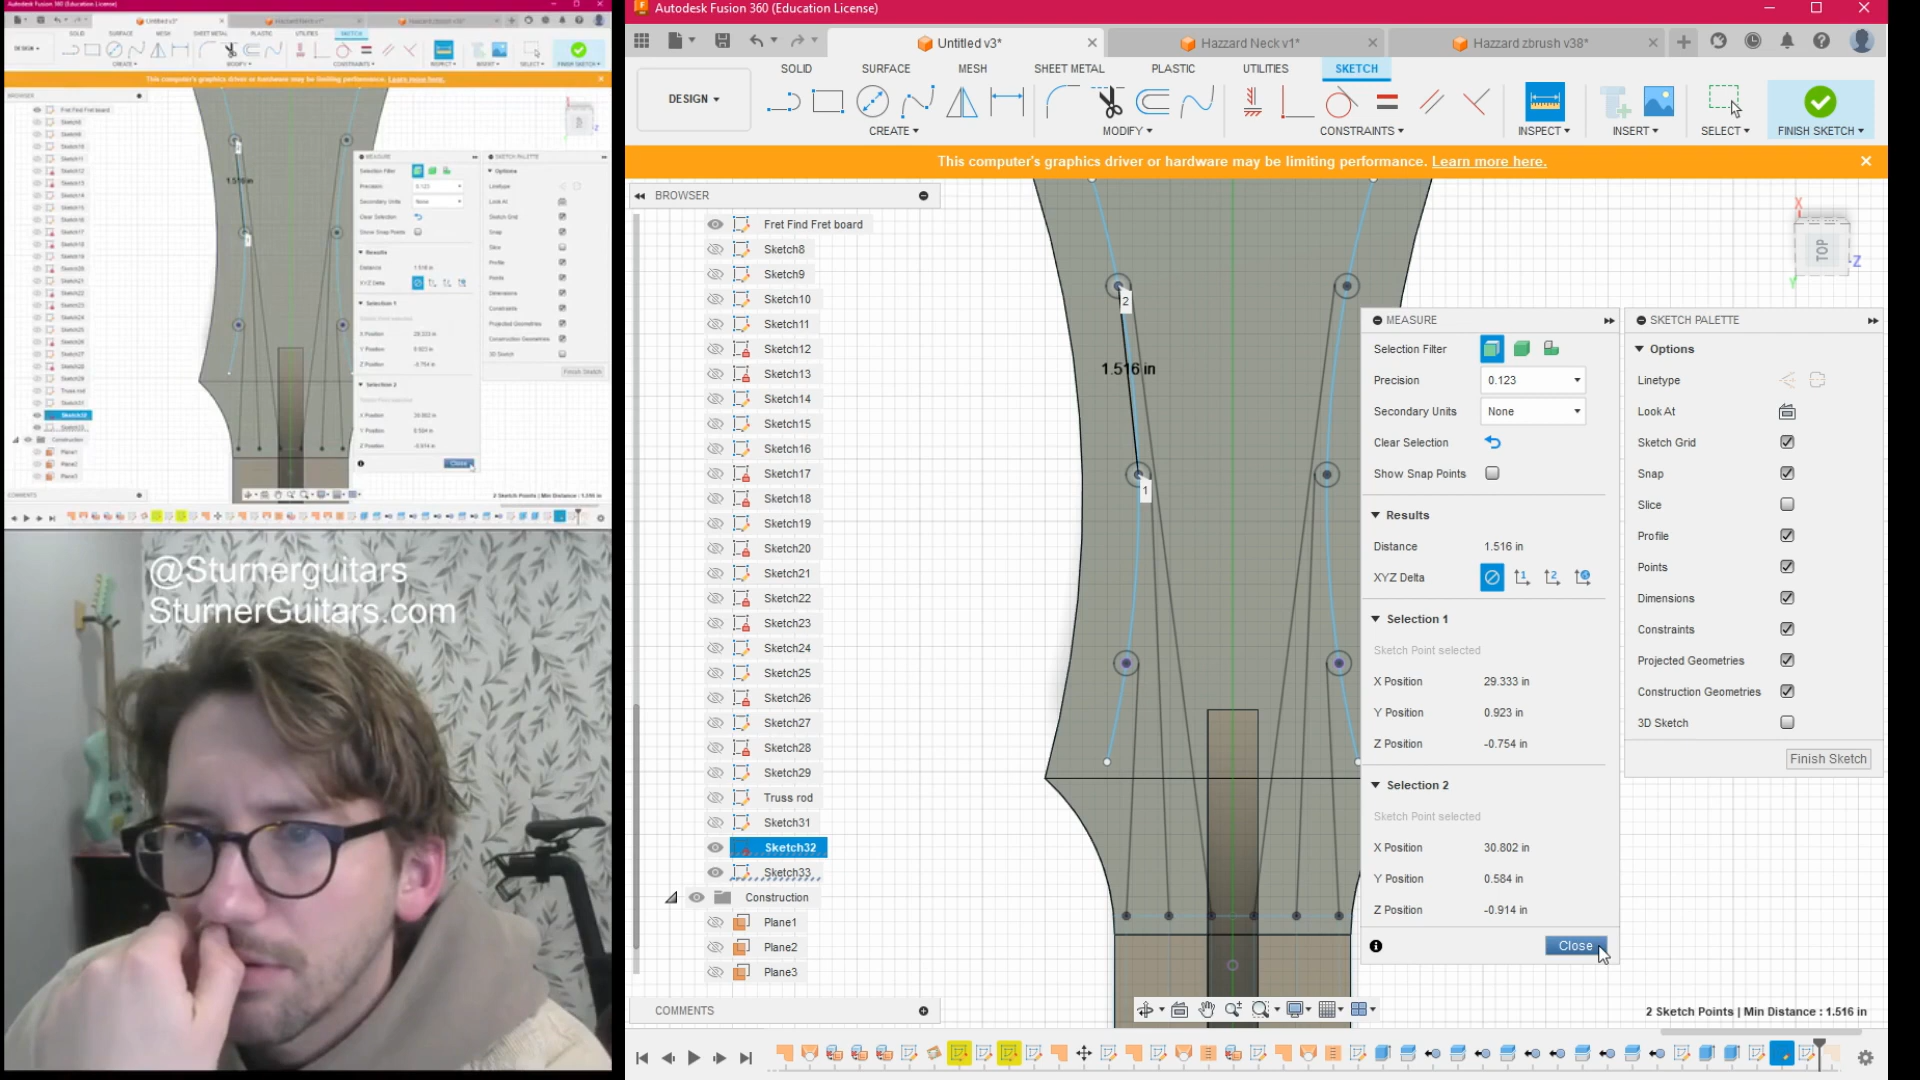 @Sturnerguitars
SturnerGuitars.com
Autodesk Fusion 360 (Education License)
Untitled v3*
Hazzard Neck v1*
Hazzard zbrush v38*
DESIGN
SOLID
SURFACE
MESH
SHEET METAL
PLASTIC
UTILITIES
SKETCH
CREATE
MODIFY
CONSTRAINTS
INSPECT
INSERT
SELECT
FINISH SKETCH
This computer's graphics driver or hardware may be limiting performance. Learn more here.
BROWSER
Fret Find Fret board
Sketch8
Sketch9
Sketch10
Sketch11
Sketch12
Sketch13
Sketch14
Sketch15
Sketch16
Sketch17
Sketch18
Sketch19
Sketch20
Sketch21
Sketch22
Sketch23
Sketch24
Sketch25
Sketch26
Sketch27
Sketch28
Sketch29
Truss rod
Sketch31
Sketch32
Sketch33
Construction
Plane1
Plane2
Plane3
COMMENTS
2
1.516 in
1
X
TOP
Z
Y
MEASURE
Selection Filter
Precision 0.123
Secondary Units None
Clear Selection
Show Snap Points
Results
Distance 1.516 in
XYZ Delta
Selection 1
Sketch Point selected
X Position 29.333 in
Y Position 0.923 in
Z Position -0.754 in
Selection 2
Sketch Point selected
X Position 30.802 in
Y Position 0.584 in
Z Position -0.914 in
Close
SKETCH PALETTE
Options
Linetype
Look At
Sketch Grid
Snap
Slice
Profile
Points
Dimensions
Constraints
Projected Geometries
Construction Geometries
3D Sketch
Finish Sketch
2 Sketch Points | Min Distance : 1.516 in